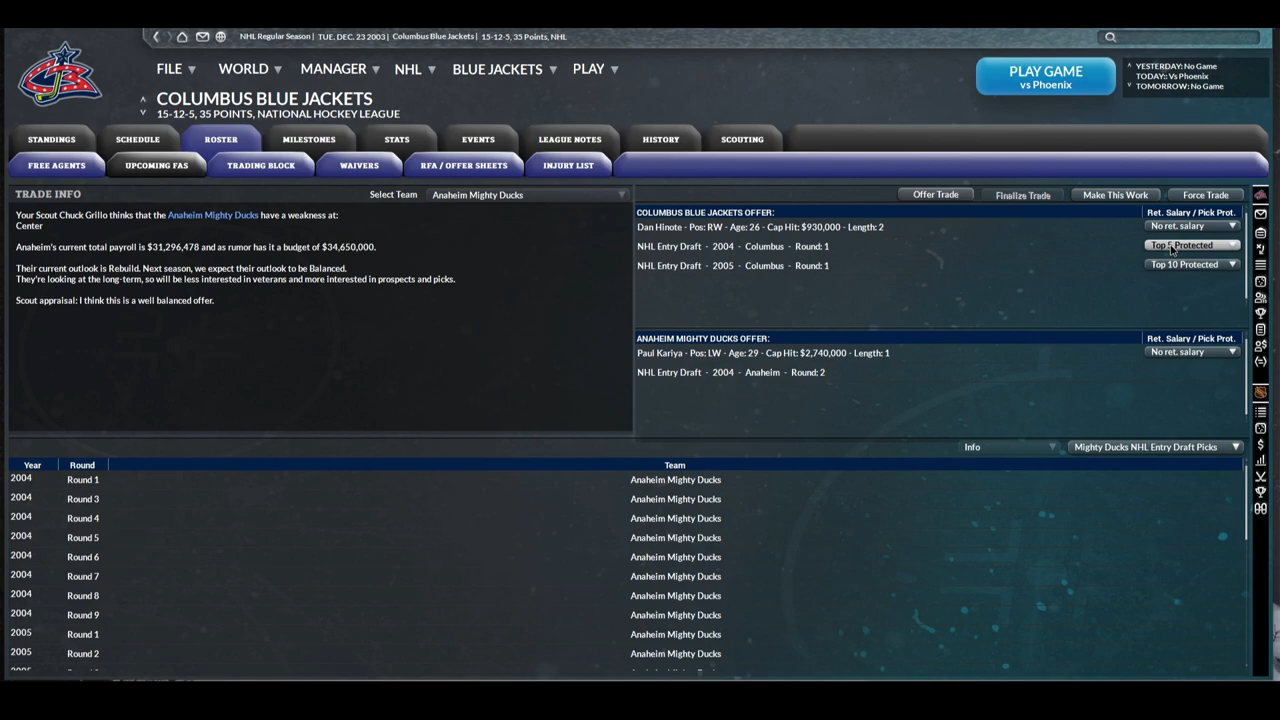 NHL Regular Season | TUE. DEC. 23 2003 | Columbus Blue Jackets | 15-12-5, 35 Points, NHL
FILE WORLD MANAGER NHL BLUE JACKETS PLAY
PLAY GAME
vs Phoenix
YESTERDAY: No Game
TODAY:: Vs Phoenix
TOMORROW: No Game
COLUMBUS BLUE JACKETS
15-12-5, 35 POINTS, NATIONAL HOCKEY LEAGUE
STANDINGS SCHEDULE ROSTER MILESTONES STATS EVENTS LEAGUE NOTES HISTORY SCOUTING
FREE AGENTS UPCOMING FAS TRADING BLOCK WAIVERS RFA / OFFER SHEETS INJURY LIST
TRADE INFO Select Team Anaheim Mighty Ducks
Offer Trade Finalize Trade Make This Work Force Trade
Your Scout Chuck Grillo thinks that the Anaheim Mighty Ducks have a weakness at:
Center
Anaheim's current total payroll is $31,296,478 and as rumor has it a budget of $34,650,000.
Their current outlook is Rebuild. Next season, we expect their outlook to be Balanced.
They're looking at the long-term, so will be less interested in veterans and more interested in prospects and picks.
Scout appraisal: I think this is a well balanced offer.
COLUMBUS BLUE JACKETS OFFER: Ret. Salary / Pick Prot.
Dan Hinote - Pos: RW - Age: 26 - Cap Hit: $930,000 - Length: 2 No ret. salary
NHL Entry Draft - 2004 - Columbus - Round: 1 Top 5 Protected
NHL Entry Draft - 2005 - Columbus - Round: 1 Top 10 Protected
ANAHEIM MIGHTY DUCKS OFFER: Ret. Salary / Pick Prot.
Paul Kariya - Pos: LW - Age: 29 - Cap Hit: $2,740,000 - Length: 1 No ret. salary
NHL Entry Draft - 2004 - Anaheim - Round: 2
Info Mighty Ducks NHL Entry Draft Picks
Year Round Team
2004 Round 1 Anaheim Mighty Ducks
2004 Round 3 Anaheim Mighty Ducks
2004 Round 4 Anaheim Mighty Ducks
2004 Round 5 Anaheim Mighty Ducks
2004 Round 6 Anaheim Mighty Ducks
2004 Round 7 Anaheim Mighty Ducks
2004 Round 8 Anaheim Mighty Ducks
2004 Round 9 Anaheim Mighty Ducks
2005 Round 1 Anaheim Mighty Ducks
2005 Round 2 Anaheim Mighty Ducks